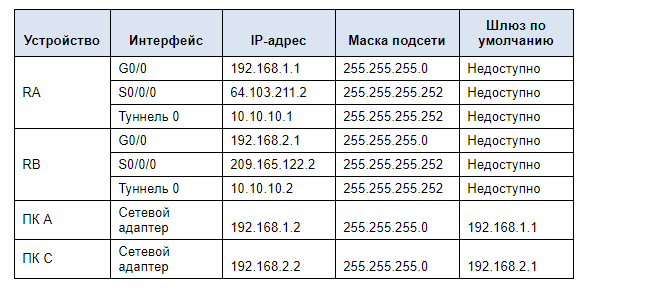 Устройство Интерфейс IP-адрес Маска подсети Шлюз по умолчанию
RA G0/0 192.168.1.1 255.255.255.0 Недоступно
S0/0/0 64.103.211.2 255.255.255.252 Недоступно
Туннель 0 10.10.10.1 255.255.255.252 Недоступно
RB G0/0 192.168.2.1 255.255.255.0 Недоступно
S0/0/0 209.165.122.2 255.255.255.252 Недоступно
Туннель 0 10.10.10.2 255.255.255.252 Недоступно
ПК A Сетевой адаптер 192.168.1.2 255.255.255.0 192.168.1.1
ПК C Сетевой адаптер 192.168.2.2 255.255.255.0 192.168.2.1